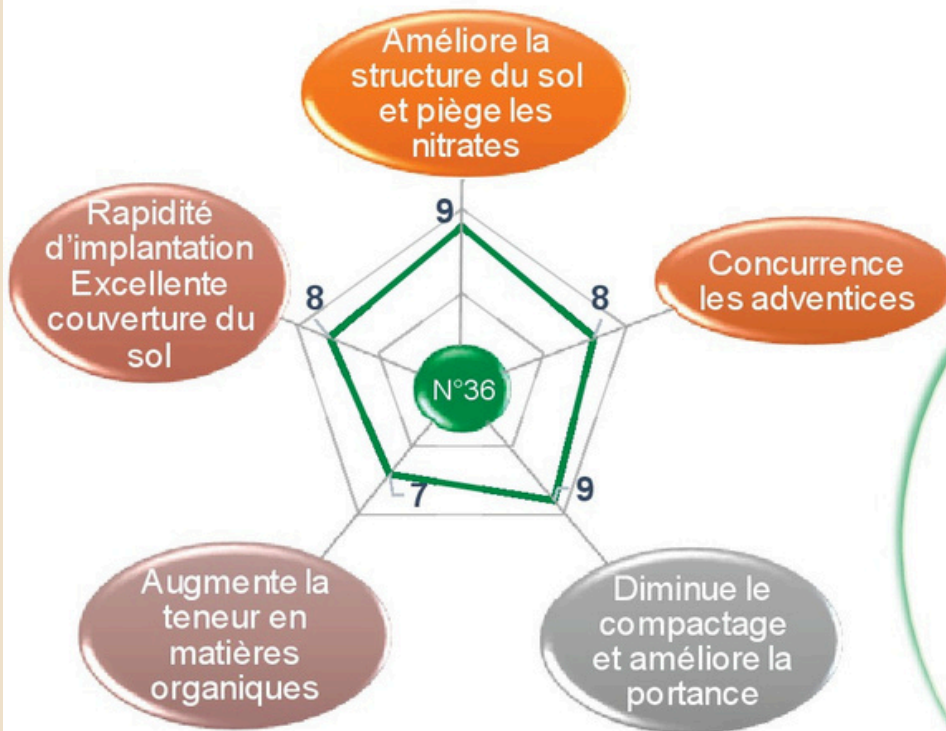 Améliore la
structure du sol
et piège les
nitrates
9
Rapidité
d'implantation
Excellente
couverture du
sol
8
8
Concurrence
les adventices
N°36
7
9
Augmente la
teneur en
matières
organiques
Diminue le
compactage
et améliore la
portance